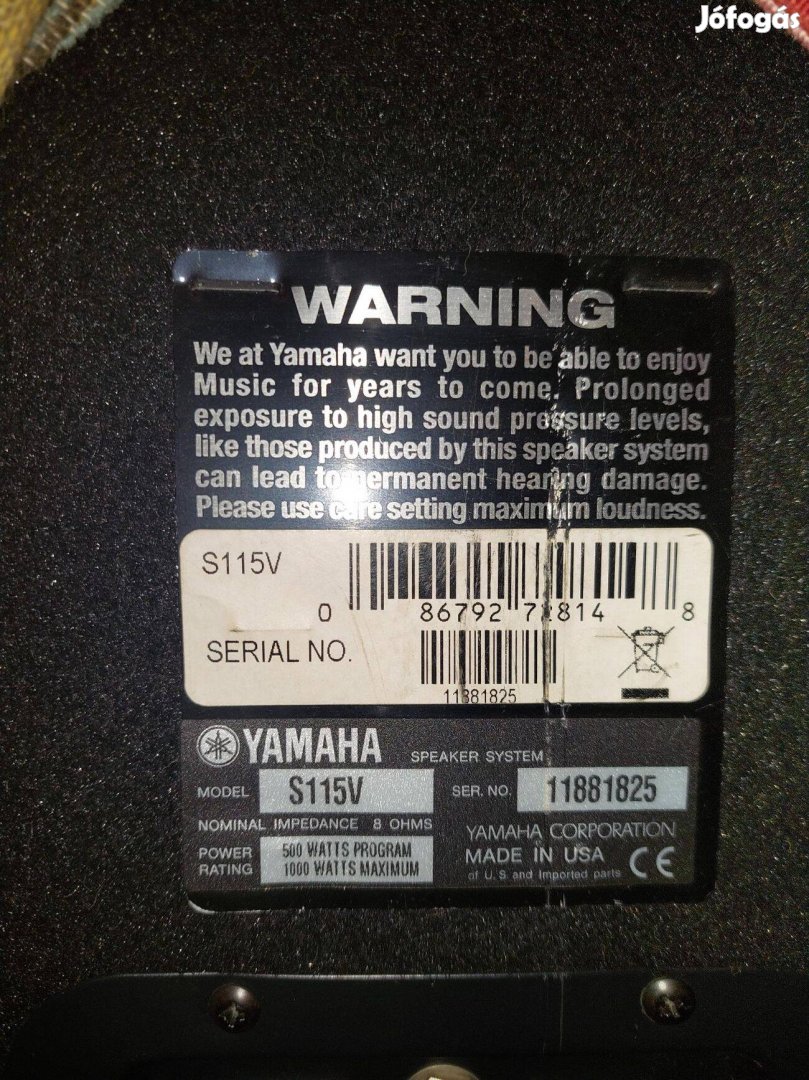 Jófogás
WARNING
We at Yamaha want you to be able to enjoy
Music for years to come. Prolonged
exposure to high sound pressure levels,
like those produced by this speaker system
can lead to permanent hearing damage.
Please use care setting maximum loudness.
S115V
0 86792 72814 8
SERIAL NO.
11881825
YAMAHA SPEAKER SYSTEM
MODEL S115V SER. NO. 11881825
NOMINAL IMPEDANCE 8 OHMS
YAMAHA CORPORATION
POWER RATING 500 WATTS PROGRAM
1000 WATTS MAXIMUM
MADE IN USA CE
of U.S. and Imported parts